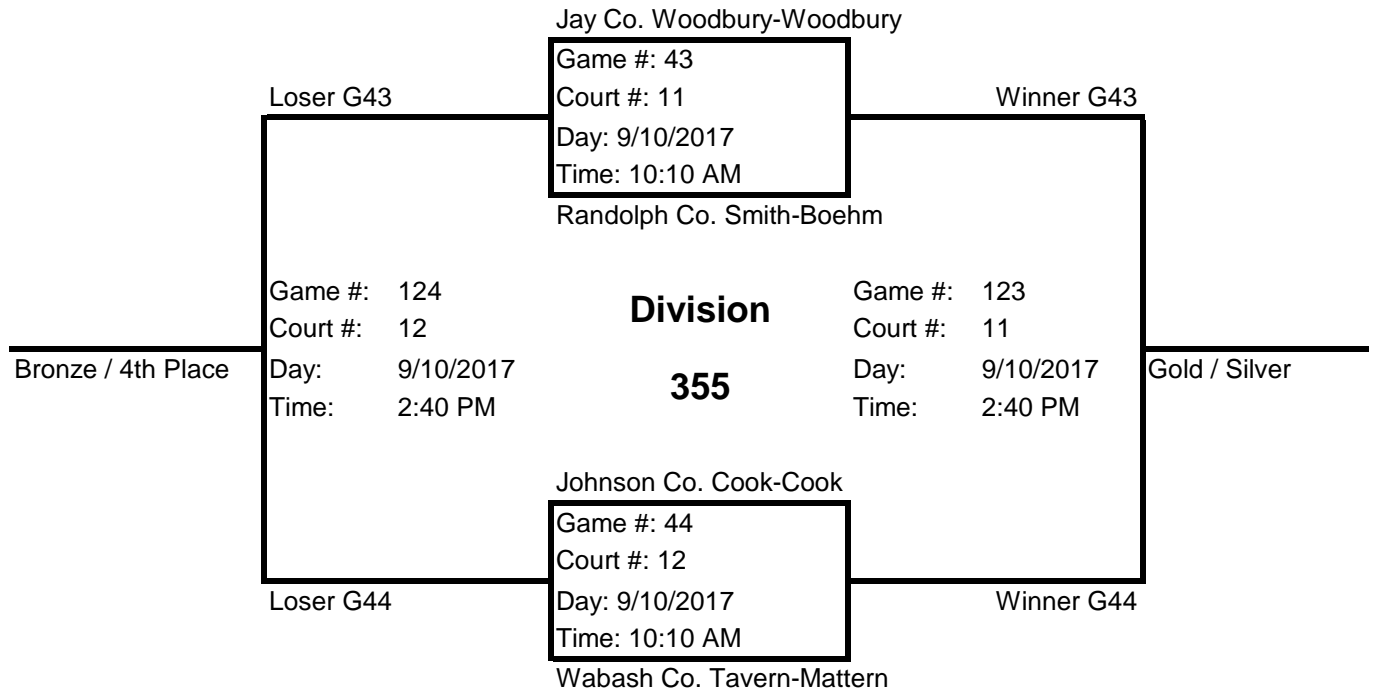 Jay Co. Woodbury-Woodbury
Game #: 43
Loser G43 Court #: 11 Winner G43
Day: 9/10/2017
Time: 10:10 AM
Randolph Co. Smith-Boehm
Game #: 124 Division Game #: 123
Court #: 12 Court #: 11
Bronze / 4th Place Day: 9/10/2017 355 Day: 9/10/2017 Gold / Silver
Time: 2:40 PM Time: 2:40 PM
Johnson Co. Cook-Cook
Game #: 44
Court #: 12
Loser G44 Day: 9/10/2017 Winner G44
Time: 10:10 AM
Wabash Co. Tavern-Mattern